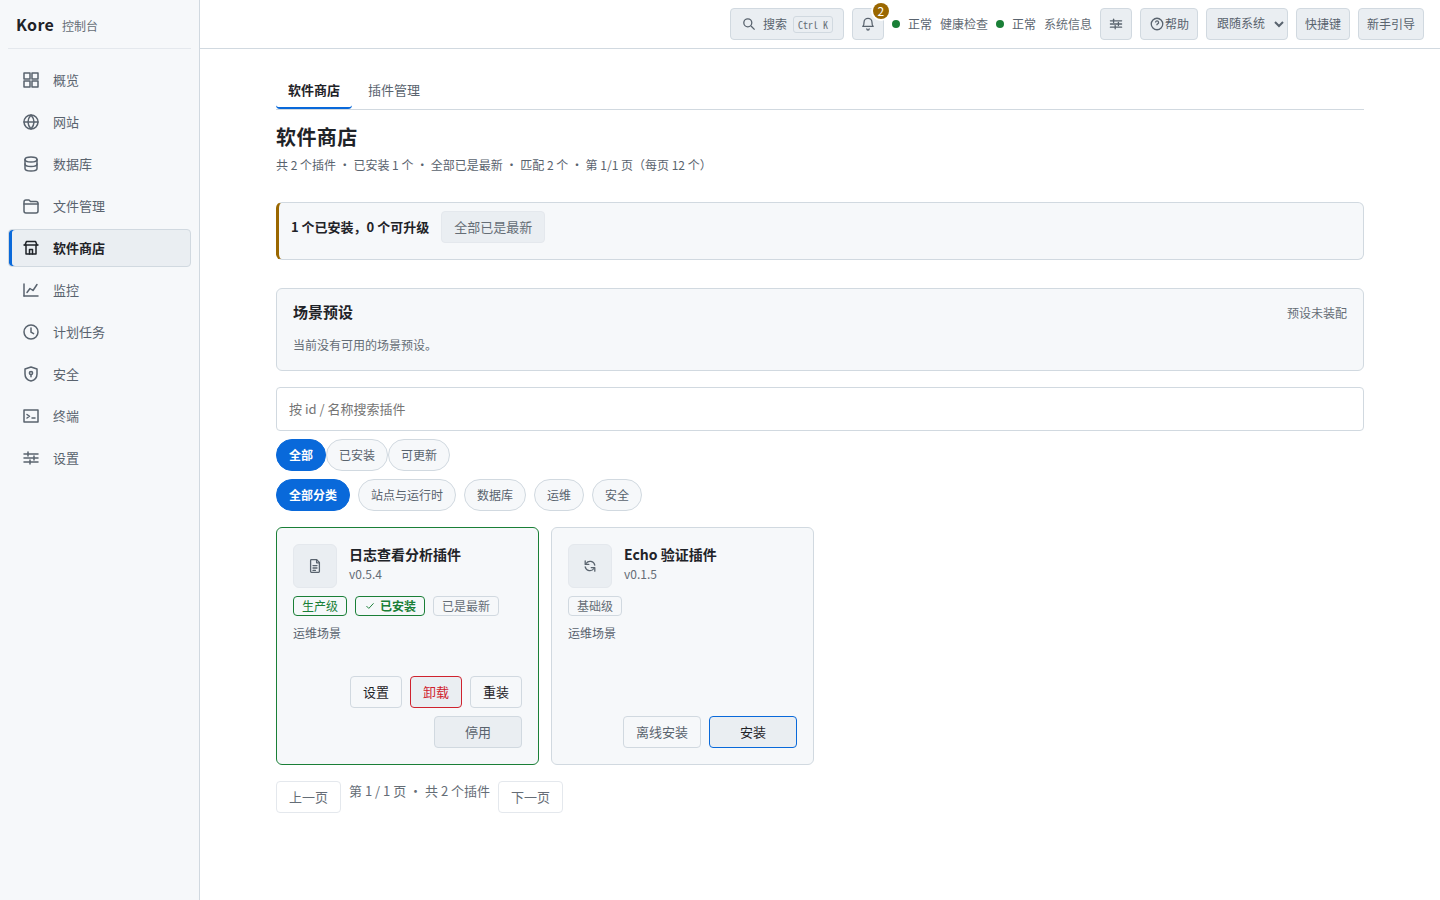 Kore 控制台
搜索 Ctrl K
2
正常 健康检查
正常 系统信息
帮助
跟随系统
快捷键
新手引导
概览
网站
数据库
文件管理
软件商店
监控
计划任务
安全
终端
设置
软件商店 插件管理
软件商店
共 2 个插件 · 已安装 1 个 · 全部已是最新 · 匹配 2 个 · 第 1/1 页（每页 12 个）
1 个已安装，0 个可升级 全部已是最新
场景预设 预设未装配
当前没有可用的场景预设。
按 id / 名称搜索插件
全部 已安装 可更新
全部分类 站点与运行时 数据库 运维 安全
日志查看分析插件
v0.5.4
生产级 已安装 已是最新
运维场景
设置 卸载 重装
停用
Echo 验证插件
v0.1.5
基础级
运维场景
离线安装 安装
上一页 第 1 / 1 页 · 共 2 个插件 下一页